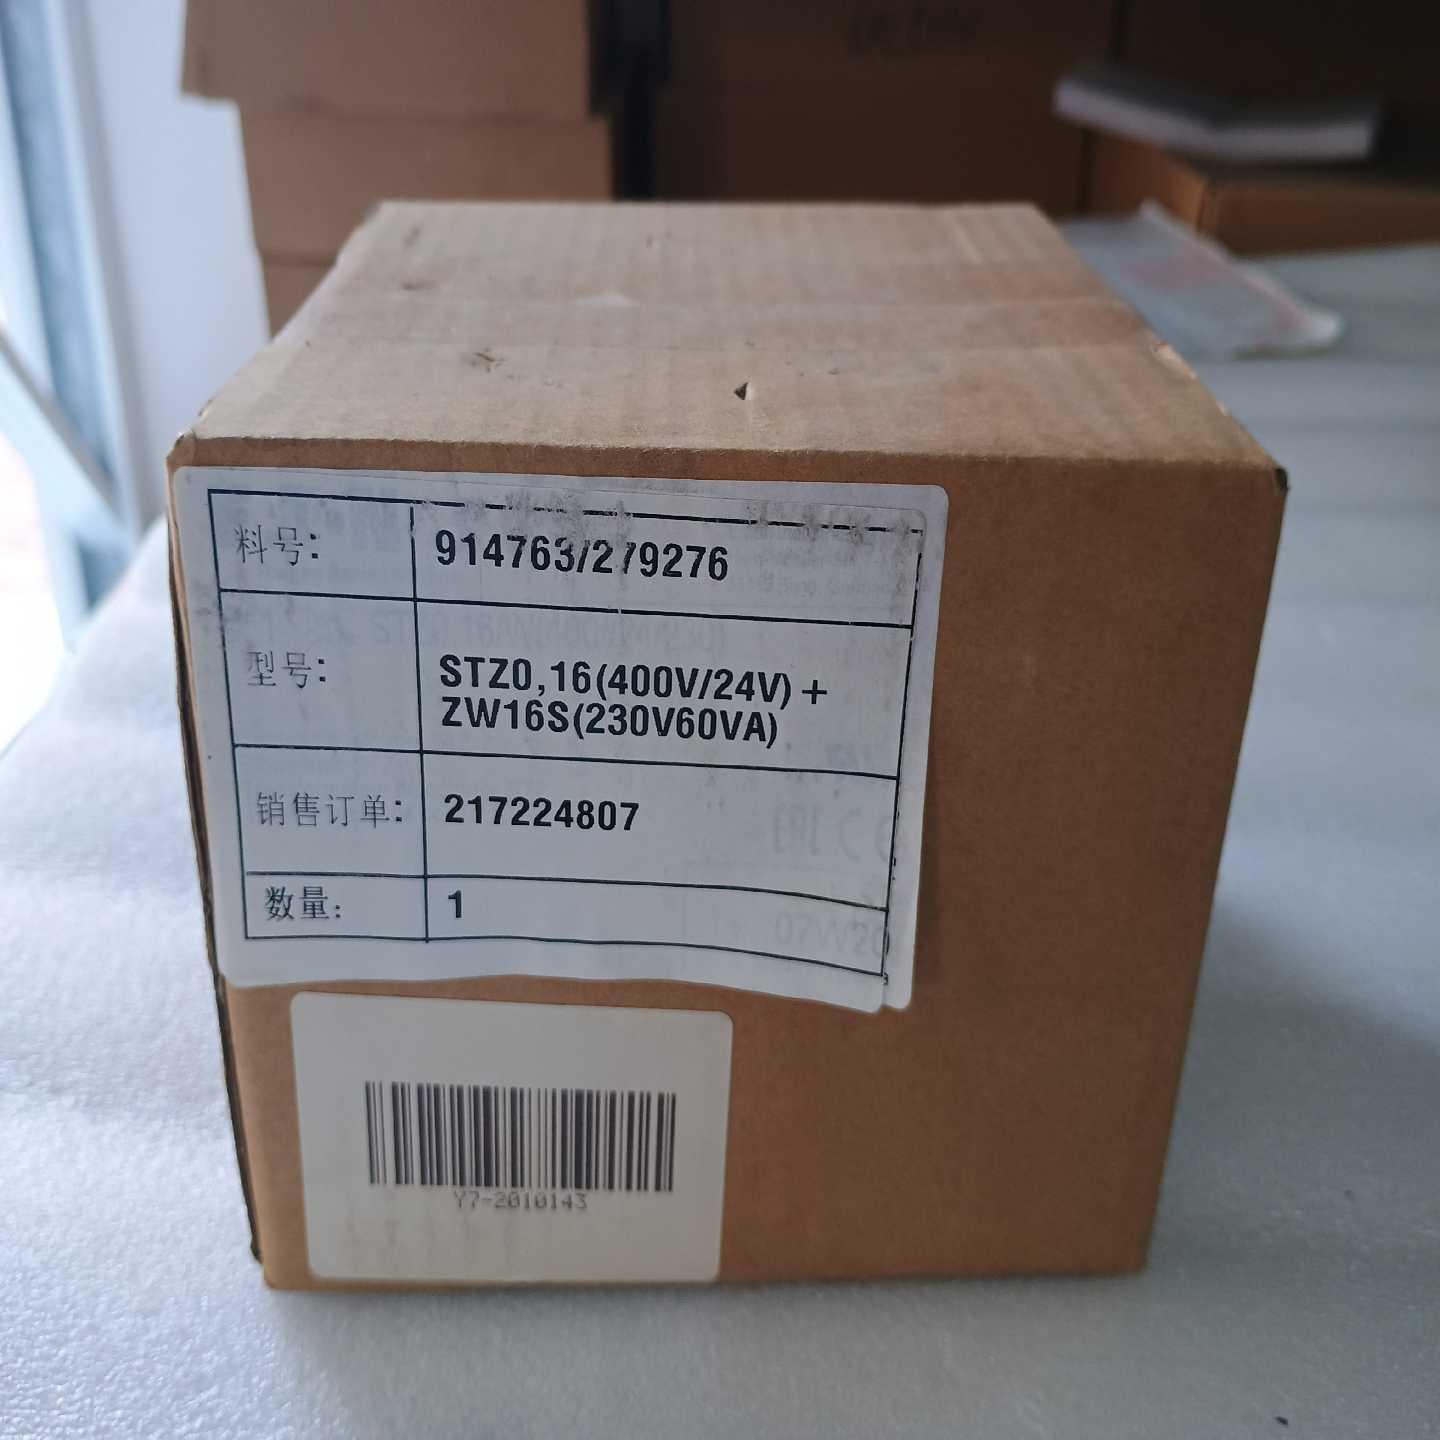 料号: 914763/279276
型号: STZ0,16(400V/24V)+
ZW16S(230V60VA)
销售订单: 217224807
数量: 1
07W20
Y7-2010143